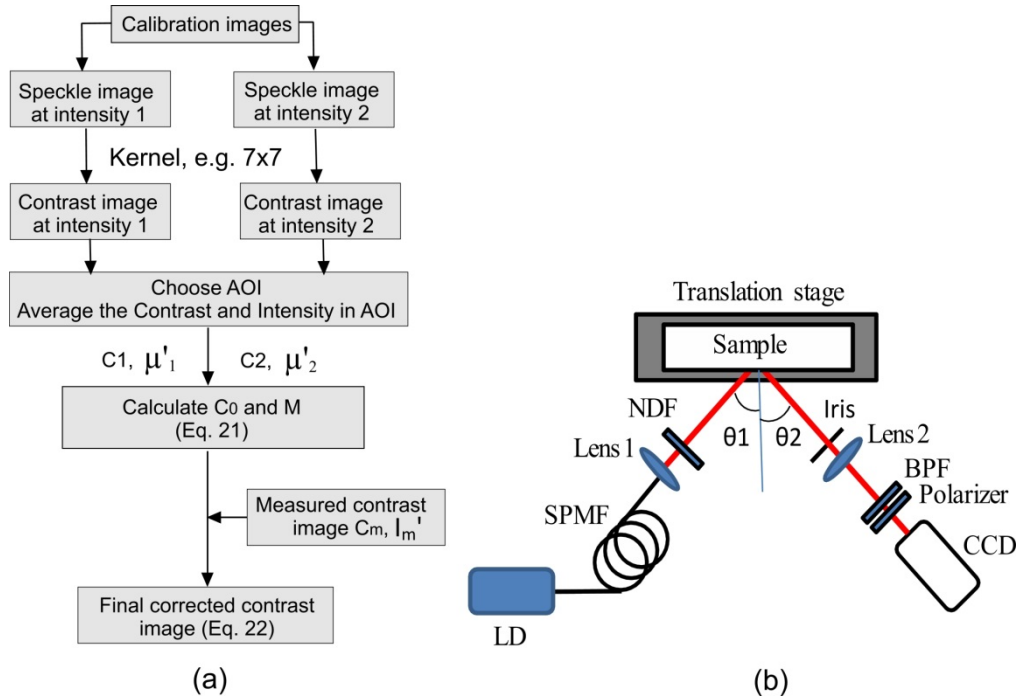 Calibration images
Speckle image
at intensity 1
Speckle image
at intensity 2
Kernel, e.g. 7x7
Contrast image
at intensity 1
Contrast image
at intensity 2
Choose AOI
Average the Contrast and Intensity in AOI
C1, μ'₁ C2, μ'₂
Calculate C₀ and M
(Eq. 21)
Measured contrast
image Cₘ, Iₘ'
Final corrected contrast
image (Eq. 22)
(a)
Translation stage
Sample
NDF
θ1
θ2
Iris
Lens 1
Lens 2
BPF
Polarizer
SPMF
CCD
LD
(b)